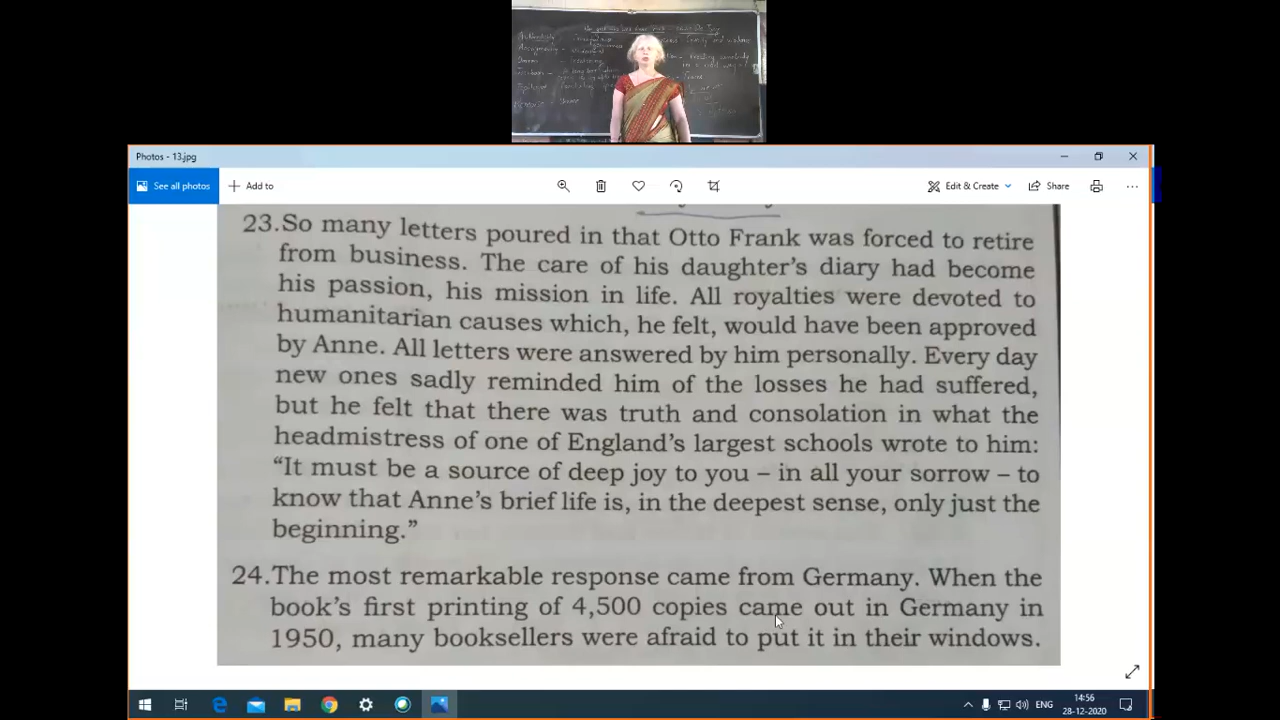 Photos - 13.jpg
See all photos
Add to
Edit & Create
Share
23.So many letters poured in that Otto Frank was forced to retire
from business. The care of his daughter's diary had become
his passion, his mission in life. All royalties were devoted to
humanitarian causes which, he felt, would have been approved
by Anne. All letters were answered by him personally. Every day
new ones sadly reminded him of the losses he had suffered,
but he felt that there was truth and consolation in what the
headmistress of one of England's largest schools wrote to him:
“It must be a source of deep joy to you – in all your sorrow – to
know that Anne's brief life is, in the deepest sense, only just the
beginning.”
24.The most remarkable response came from Germany. When the
book's first printing of 4,500 copies came out in Germany in
1950, many booksellers were afraid to put it in their windows.
ENG
14:56
28-12-2020